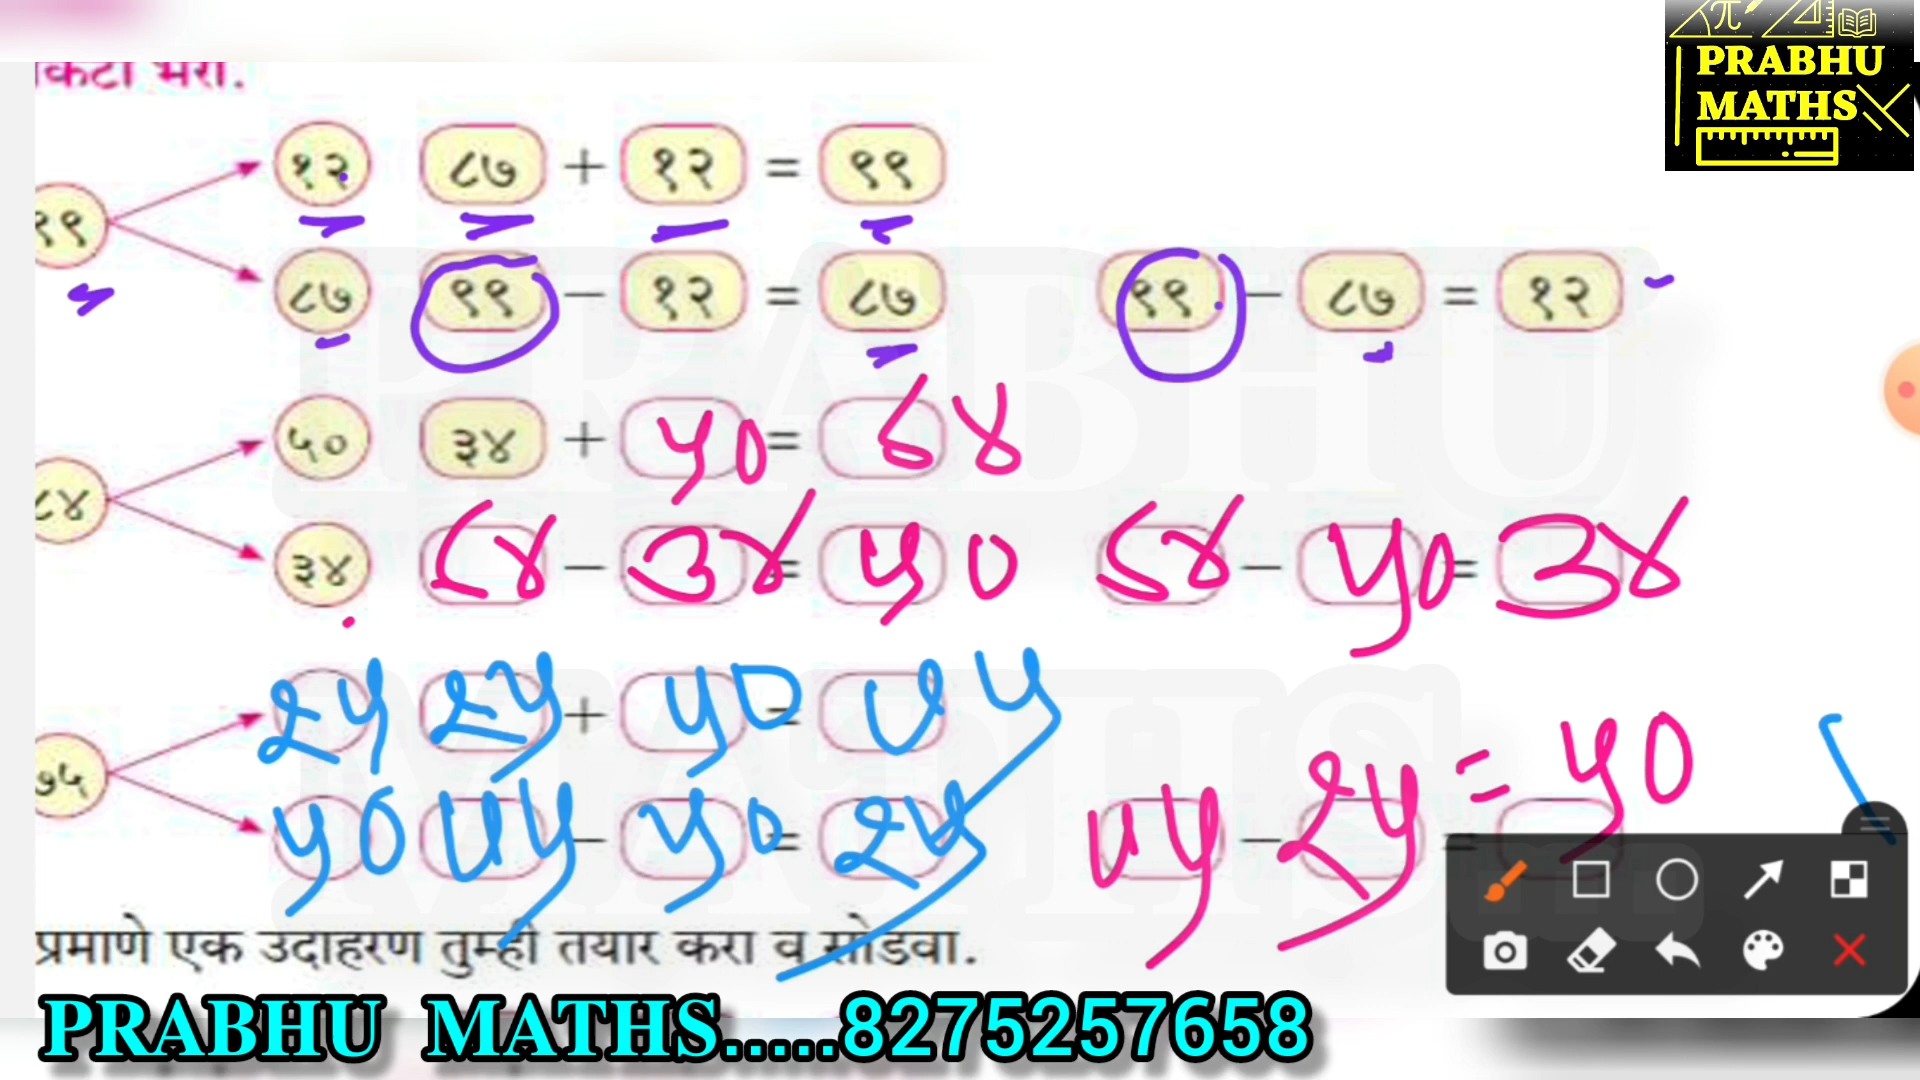 PRABHU
MATHS
रिकटी भरा.
९९ १२ ८७ + १२ = ९९
८७ ९९ − १२ = ८७ ९९ − ८७ = १२
८४ ५० ३४ + ५० = ८४
३४ ८४ − ३४ = ५० ८४ − ५० = ३४
७५ २५ २५ + ५० = ७५
५० ७५ − ५० = २५ ७५ − २५ = ५०
प्रमाणे एक उदाहरण तुम्ही तयार करा व सोडवा.
PRABHU MATHS.....8275257658